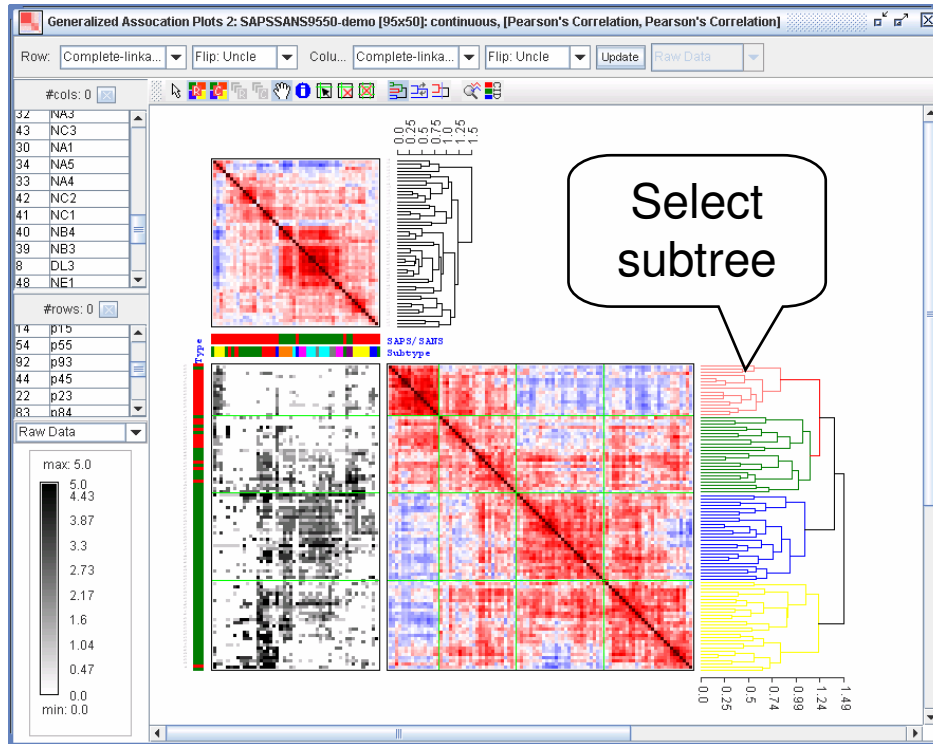 Generalized Assocation Plots 2: SAPSSANS9550-demo [95x50]: continuous, [Pearson's Correlation, Pearson's Correlation]
Row: Complete-linka... Flip: Uncle Colu... Complete-linka... Flip: Uncle Update Raw Data
#cols: 0
32 NA3
43 NC3
30 NA1
34 NA5
33 NA4
42 NC2
41 NC1
40 NB4
39 NB3
8 DL3
48 NE1
#rows: 0
14 p15
54 p55
92 p93
44 p45
22 p23
83 p84
Raw Data
max: 5.0
5.0
4.43
3.87
3.3
2.73
2.17
1.6
1.04
0.47
0.0
min: 0.0
0.0 0.25 0.5 0.75 1.0 1.25 1.5
Select
subtree
SAPS/SANS
Subtype
Type
0.0 0.25 0.5 0.74 0.99 1.24 1.49